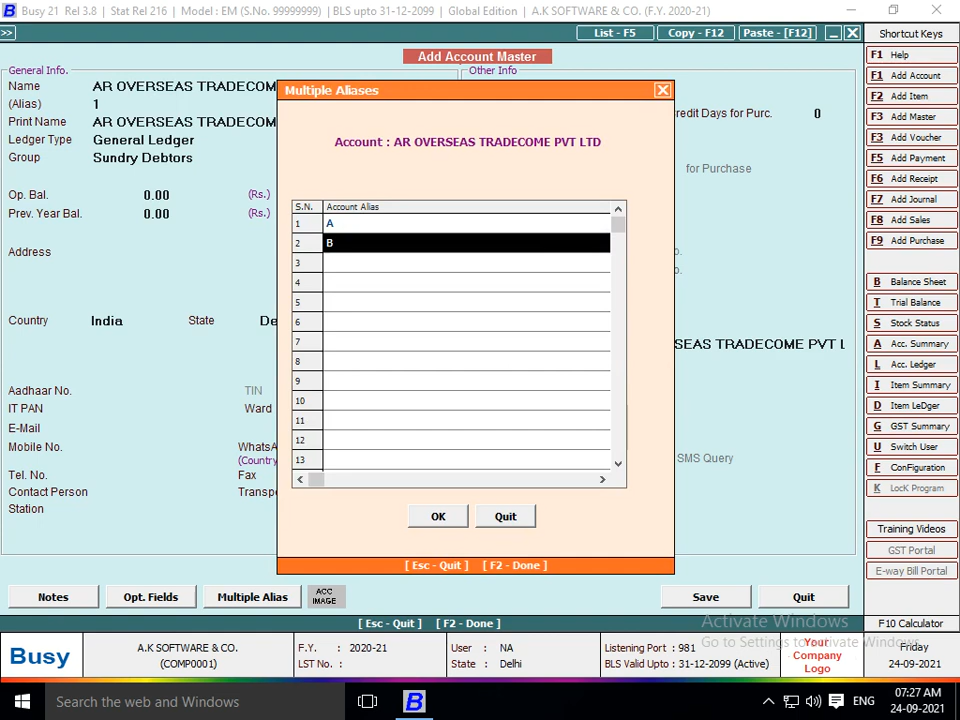 Busy 21 Rel 3.8 | Stat Rel 216 | Model : EM (S.No. 99999999) | BLS upto 31-12-2099 | Global Edition | A.K SOFTWARE & CO. (F.Y. 2020-21)
>> List - F5 Copy - F12 Paste - [F12]
Add Account Master
General Info.
Name AR OVERSEAS TRADECOM
(Alias) 1
Print Name AR OVERSEAS TRADECOM
Ledger Type General Ledger
Group Sundry Debtors
Op. Bal. 0.00 (Rs.)
Prev. Year Bal. 0.00 (Rs.)
Address
Country India State De
Aadhaar No. TIN
IT PAN Ward
E-Mail
Mobile No. WhatsA
(Country
Tel. No. Fax
Contact Person Transpo
Station
Other Info
redit Days for Purc. 0
for Purchase
o.
o.
SEAS TRADECOME PVT L
SMS Query
Multiple Aliases
Account : AR OVERSEAS TRADECOME PVT LTD
S.N. Account Alias
1 A
2 B
3
4
5
6
7
8
9
10
11
12
13
OK Quit
[ Esc - Quit ] [ F2 - Done ]
Notes Opt. Fields Multiple Alias ACC IMAGE Save Quit
[ Esc - Quit ] [ F2 - Done ]
Shortcut Keys
F1 Help
F1 Add Account
F2 Add Item
F3 Add Master
F3 Add Voucher
F5 Add Payment
F6 Add Receipt
F7 Add Journal
F8 Add Sales
F9 Add Purchase
B Balance Sheet
T Trial Balance
S Stock Status
A Acc. Summary
L Acc. Ledger
I Item Summary
D Item LeDger
G GST Summary
U Switch User
F ConFiguration
K LocK Program
Training Videos
GST Portal
E-way Bill Portal
F10 Calculator
Activate Windows
Go to Settings to activate Windows.
Busy
A.K SOFTWARE & CO.
(COMP0001)
F.Y. : 2020-21
LST No. :
User : NA
State : Delhi
Listening Port : 981
BLS Valid Upto : 31-12-2099 (Active)
Your
Company
Logo
Friday
24-09-2021
Search the web and Windows
B
ENG
07:27 AM
24-09-2021